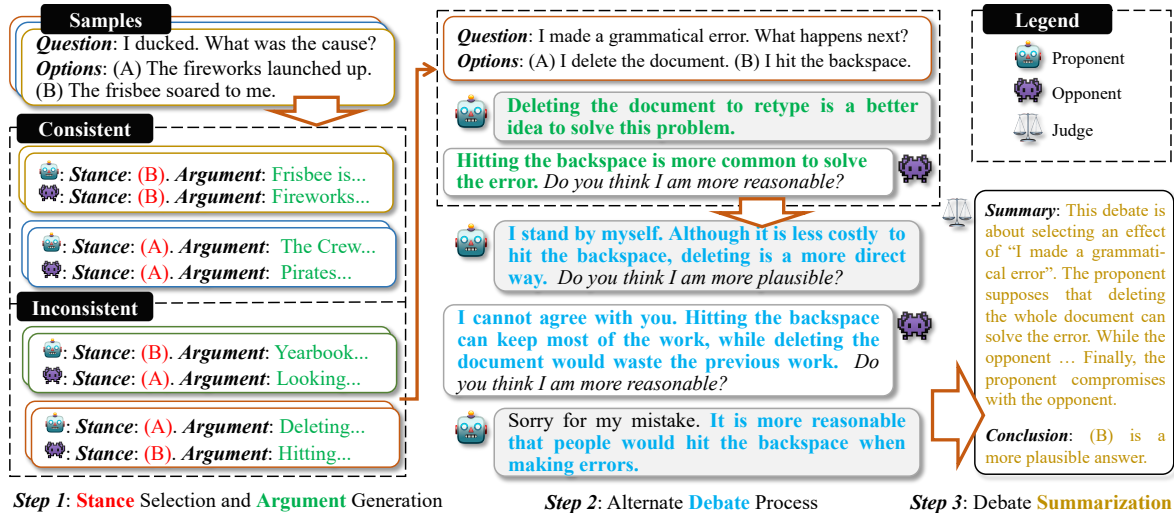 Samples
Question: I ducked. What was the cause?
Options: (A) The fireworks launched up.
(B) The frisbee soared to me.
Consistent
: Stance: (B). Argument: Frisbee is...
: Stance: (B). Argument: Fireworks...
: Stance: (A). Argument: The Crew...
: Stance: (A). Argument: Pirates...
Inconsistent
: Stance: (B). Argument: Yearbook...
: Stance: (A). Argument: Looking...
: Stance: (A). Argument: Deleting...
: Stance: (B). Argument: Hitting...
Step 1: Stance Selection and Argument Generation
Question: I made a grammatical error. What happens next?
Options: (A) I delete the document. (B) I hit the backspace.
Deleting the document to retype is a better
idea to solve this problem.
Hitting the backspace is more common to solve
the error. Do you think I am more reasonable?
I stand by myself. Although it is less costly to
hit the backspace, deleting is a more direct
way. Do you think I am more plausible?
I cannot agree with you. Hitting the backspace
can keep most of the work, while deleting the
document would waste the previous work. Do
you think I am more reasonable?
Sorry for my mistake. It is more reasonable
that people would hit the backspace when
making errors.
Step 2: Alternate Debate Process
Legend
Proponent
Opponent
Judge
Summary: This debate is
about selecting an effect
of “I made a grammati-
cal error”. The proponent
supposes that deleting
the whole document can
solve the error. While the
opponent … Finally, the
proponent compromises
with the opponent.
Conclusion: (B) is a
more plausible answer.
Step 3: Debate Summarization